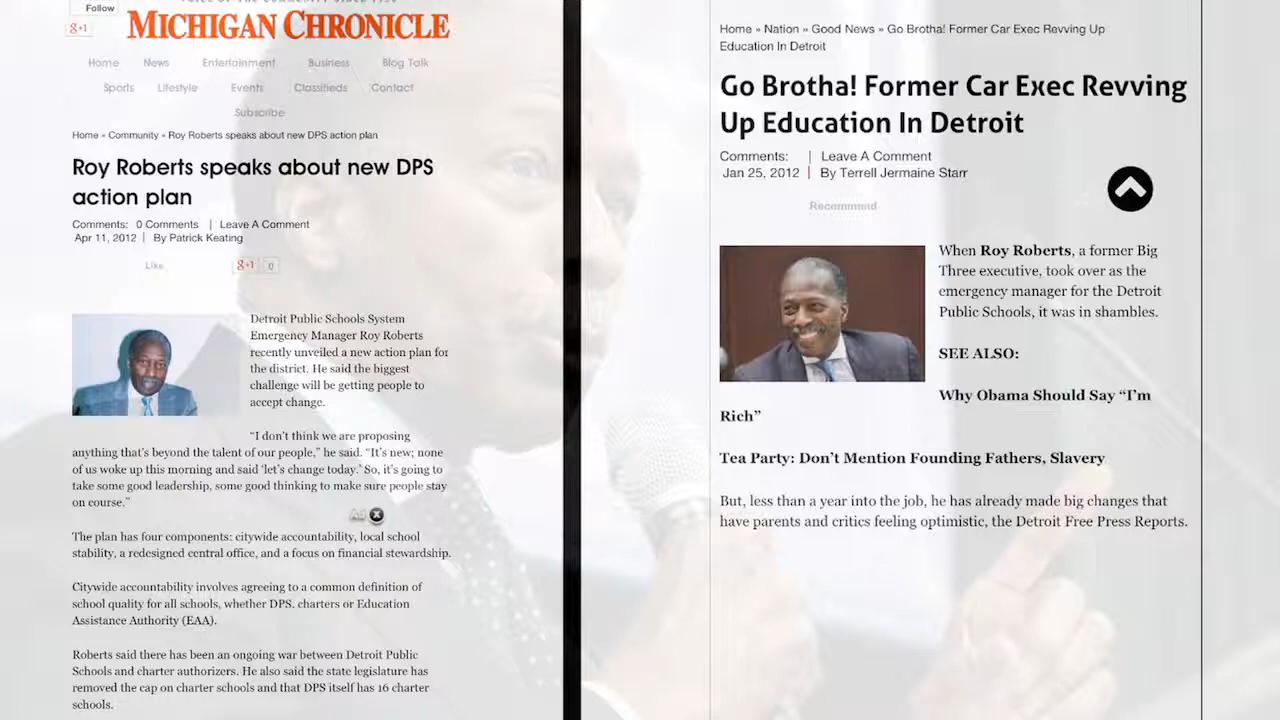 VOICE OF THE COMMUNITY SINCE 1936
Follow
g+1
MICHIGAN CHRONICLE
Home News Entertainment Business Blog Talk
Sports Lifestyle Events Classifieds Contact
Subscribe
Home » Community » Roy Roberts speaks about new DPS action plan
Roy Roberts speaks about new DPS
action plan
Comments: 0 Comments | Leave A Comment
Apr 11, 2012 | By Patrick Keating
Like g+1 0
Detroit Public Schools System
Emergency Manager Roy Roberts
recently unveiled a new action plan for
the district. He said the biggest
challenge will be getting people to
accept change.
“I don’t think we are proposing
anything that’s beyond the talent of our people,” he said. “It’s new; none
of us woke up this morning and said ‘let’s change today.’ So, it’s going to
take some good leadership, some good thinking to make sure people stay
on course.”
Ad x
The plan has four components: citywide accountability, local school
stability, a redesigned central office, and a focus on financial stewardship.
Citywide accountability involves agreeing to a common definition of
school quality for all schools, whether DPS. charters or Education
Assistance Authority (EAA).
Roberts said there has been an ongoing war between Detroit Public
Schools and charter authorizers. He also said the state legislature has
removed the cap on charter schools and that DPS itself has 16 charter
schools.
Home » Nation » Good News » Go Brotha! Former Car Exec Revving Up
Education In Detroit
Go Brotha! Former Car Exec Revving
Up Education In Detroit
Comments: | Leave A Comment
Jan 25, 2012 | By Terrell Jermaine Starr
Recommend
When Roy Roberts, a former Big
Three executive, took over as the
emergency manager for the Detroit
Public Schools, it was in shambles.
SEE ALSO:
Why Obama Should Say “I’m
Rich”
Tea Party: Don’t Mention Founding Fathers, Slavery
But, less than a year into the job, he has already made big changes that
have parents and critics feeling optimistic, the Detroit Free Press Reports.